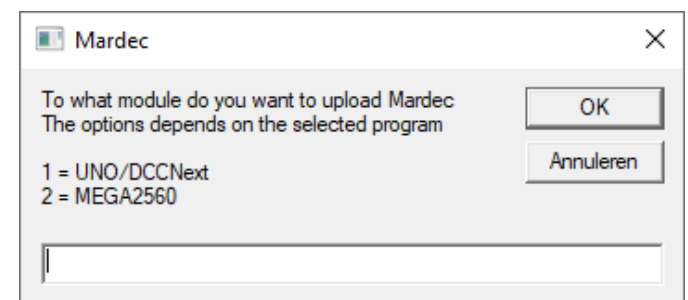 Mardec
To what module do you want to upload Mardec
The options depends on the selected program
OK
Annuleren
1 = UNO/DCCNext
2 = MEGA2560